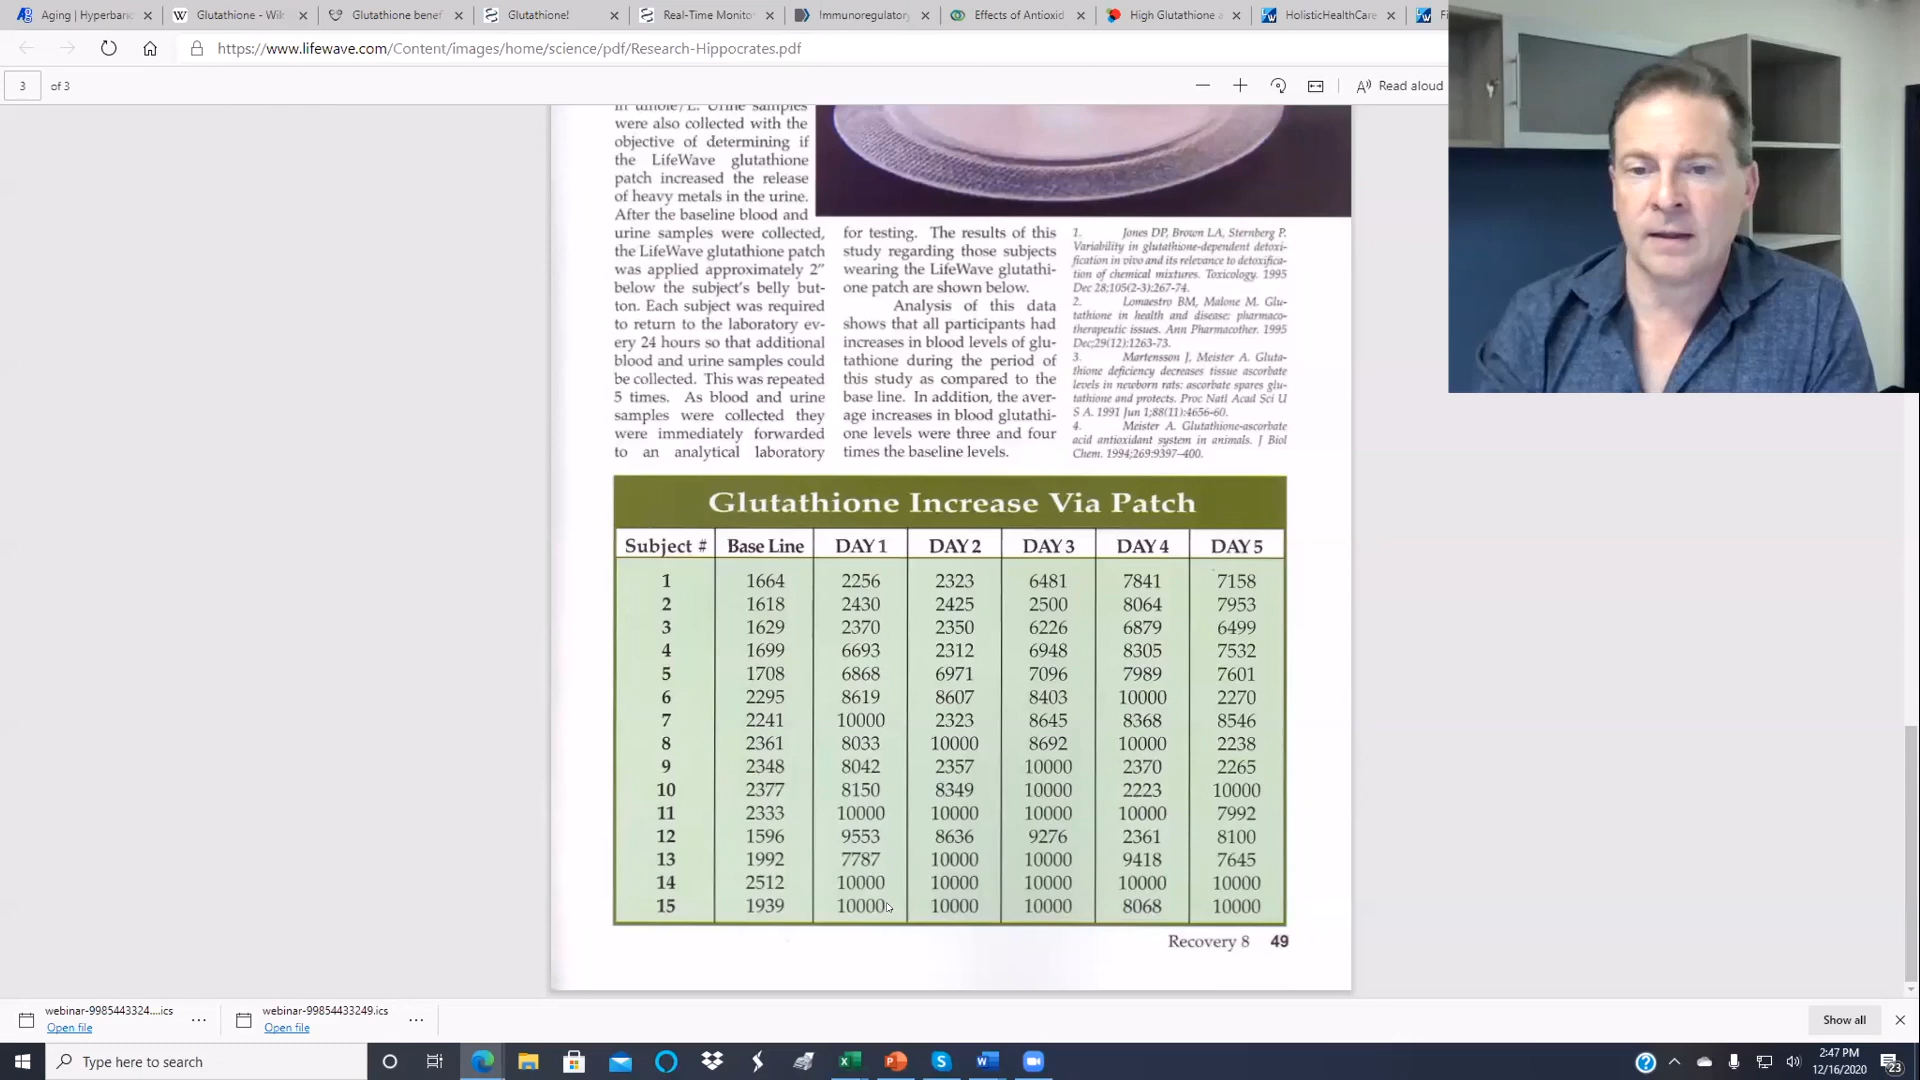 Aging | Hyperbari
Glutathione - Wik
Glutathione benef
Glutathione!
Real-Time Monito
Immunoregulatory
Effects of Antioxid
High Glutathione a
HolisticHealthCare
https://www.lifewave.com/Content/images/home/science/pdf/Research-Hippocrates.pdf
3 of 3
Read aloud
in umole/L. Urine samples
were also collected with the
objective of determining if
the LifeWave glutathione
patch increased the release
of heavy metals in the urine.
After the baseline blood and
urine samples were collected,
the LifeWave glutathione patch
was applied approximately 2"
below the subject's belly but-
ton. Each subject was required
to return to the laboratory ev-
ery 24 hours so that additional
blood and urine samples could
be collected. This was repeated
5 times. As blood and urine
samples were collected they
were immediately forwarded
to an analytical laboratory
for testing. The results of this
study regarding those subjects
wearing the LifeWave glutathi-
one patch are shown below.
Analysis of this data
shows that all participants had
increases in blood levels of glu-
tathione during the period of
this study as compared to the
base line. In addition, the aver-
age increases in blood glutathi-
one levels were three and four
times the baseline levels.
1. Jones DP, Brown LA, Sternberg P.
Variability in glutathione-dependent detoxi-
fication in vivo and its relevance to detoxifica-
tion of chemical mixtures. Toxicology. 1995
Dec 28;105(2-3):267-74.
2. Lomaestro BM, Malone M. Glu-
tathione in health and disease: pharmaco-
therapeutic issues. Ann Pharmacother. 1995
Dec;29(12):1263-73.
3. Martensson J, Meister A. Gluta-
thione deficiency decreases tissue ascorbate
levels in newborn rats: ascorbate spares glu-
tathione and protects. Proc Natl Acad Sci U
S A. 1991 Jun 1;88(11):4656-60.
4. Meister A. Glutathione-ascorbate
acid antioxidant system in animals. J Biol
Chem. 1994;269:9397-400.
Glutathione Increase Via Patch
Subject # Base Line DAY 1 DAY 2 DAY 3 DAY 4 DAY 5
1 1664 2256 2323 6481 7841 7158
2 1618 2430 2425 2500 8064 7953
3 1629 2370 2350 6226 6879 6499
4 1699 6693 2312 6948 8305 7532
5 1708 6868 6971 7096 7989 7601
6 2295 8619 8607 8403 10000 2270
7 2241 10000 2323 8645 8368 8546
8 2361 8033 10000 8692 10000 2238
9 2348 8042 2357 10000 2370 2265
10 2377 8150 8349 10000 2223 10000
11 2333 10000 10000 10000 10000 7992
12 1596 9553 8636 9276 2361 8100
13 1992 7787 10000 10000 9418 7645
14 2512 10000 10000 10000 10000 10000
15 1939 10000 10000 10000 8068 10000
Recovery 8 49
webinar-9985443324....ics
Open file
webinar-99854433249.ics
Open file
Show all
Type here to search
2:47 PM
12/16/2020
23